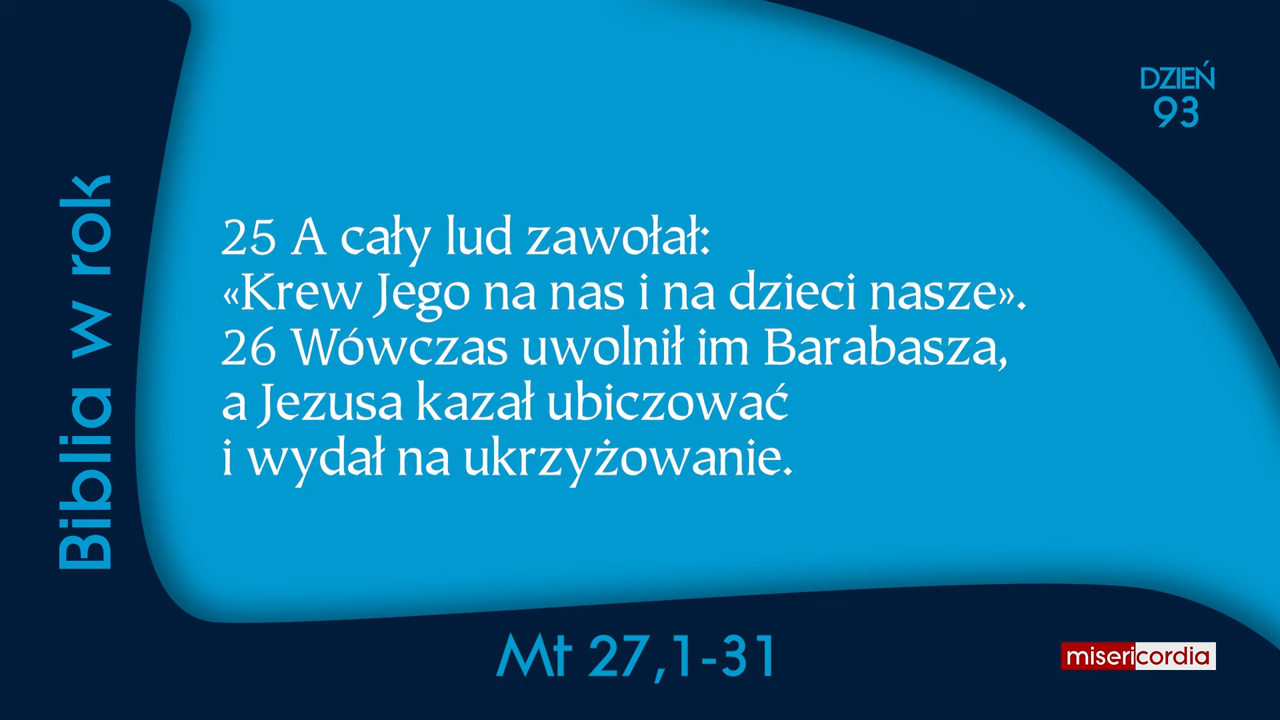 DZIEŃ
93
Biblia w rok
25 A cały lud zawołał:
«Krew Jego na nas i na dzieci nasze».
26 Wówczas uwolnił im Barabasza,
a Jezusa kazał ubiczować
i wydał na ukrzyżowanie.
Mt 27,1-31
misericordia